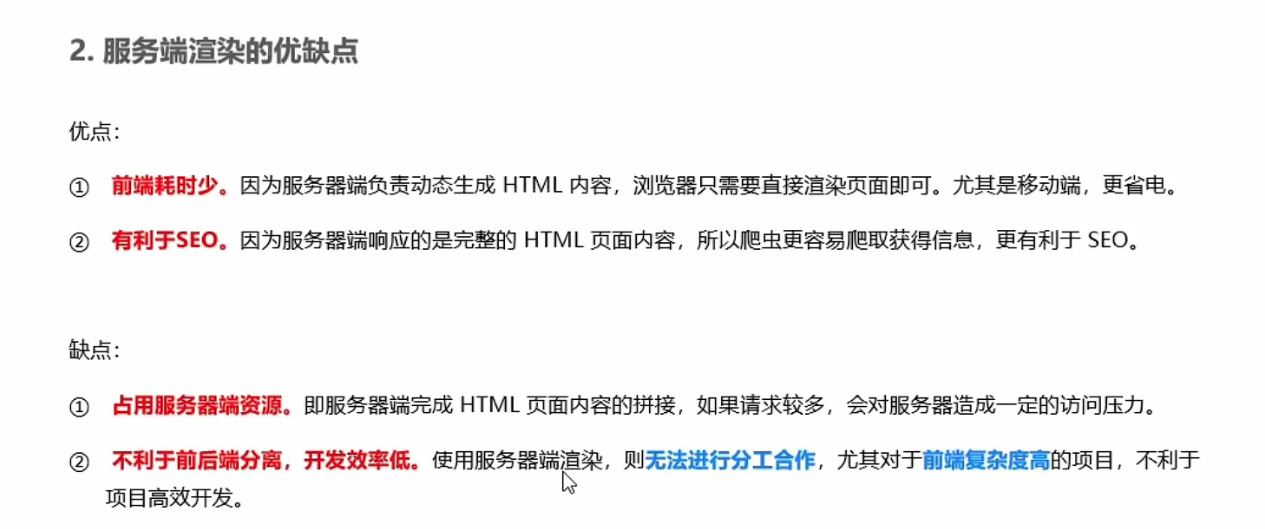 2. 服务端渲染的优缺点
优点：
① 前端耗时少。因为服务器端负责动态生成 HTML 内容，浏览器只需要直接渲染页面即可。尤其是移动端，更省电。
② 有利于SEO。因为服务器端响应的是完整的 HTML 页面内容，所以爬虫更容易爬取获得信息，更有利于 SEO。
缺点：
① 占用服务器端资源。即服务器端完成 HTML 页面内容的拼接，如果请求较多，会对服务器造成一定的访问压力。
② 不利于前后端分离，开发效率低。使用服务器端渲染，则无法进行分工合作，尤其对于前端复杂度高的项目，不利于
项目高效开发。